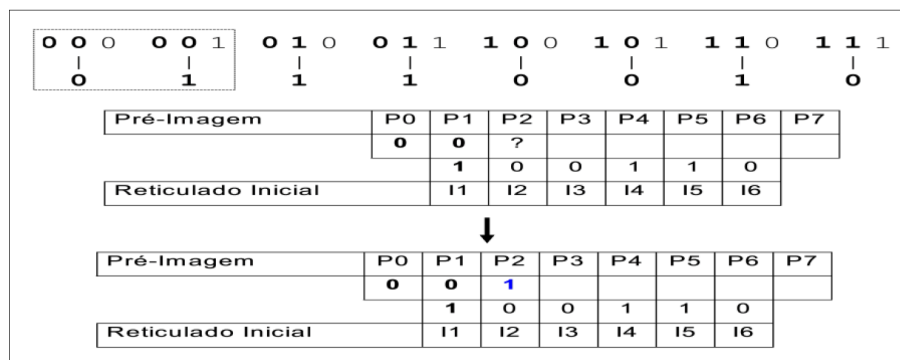 0 0 0 0 0 1 0 1 0 0 1 1 1 0 0 1 0 1 1 1 0 1 1 1
0 1 1 1 0 0 1 0
Pré-Imagem P0 P1 P2 P3 P4 P5 P6 P7
0 0 ?
1 0 0 1 1 0
Reticulado Inicial I1 I2 I3 I4 I5 I6
Pré-Imagem P0 P1 P2 P3 P4 P5 P6 P7
0 0 1
1 0 0 1 1 0
Reticulado Inicial I1 I2 I3 I4 I5 I6